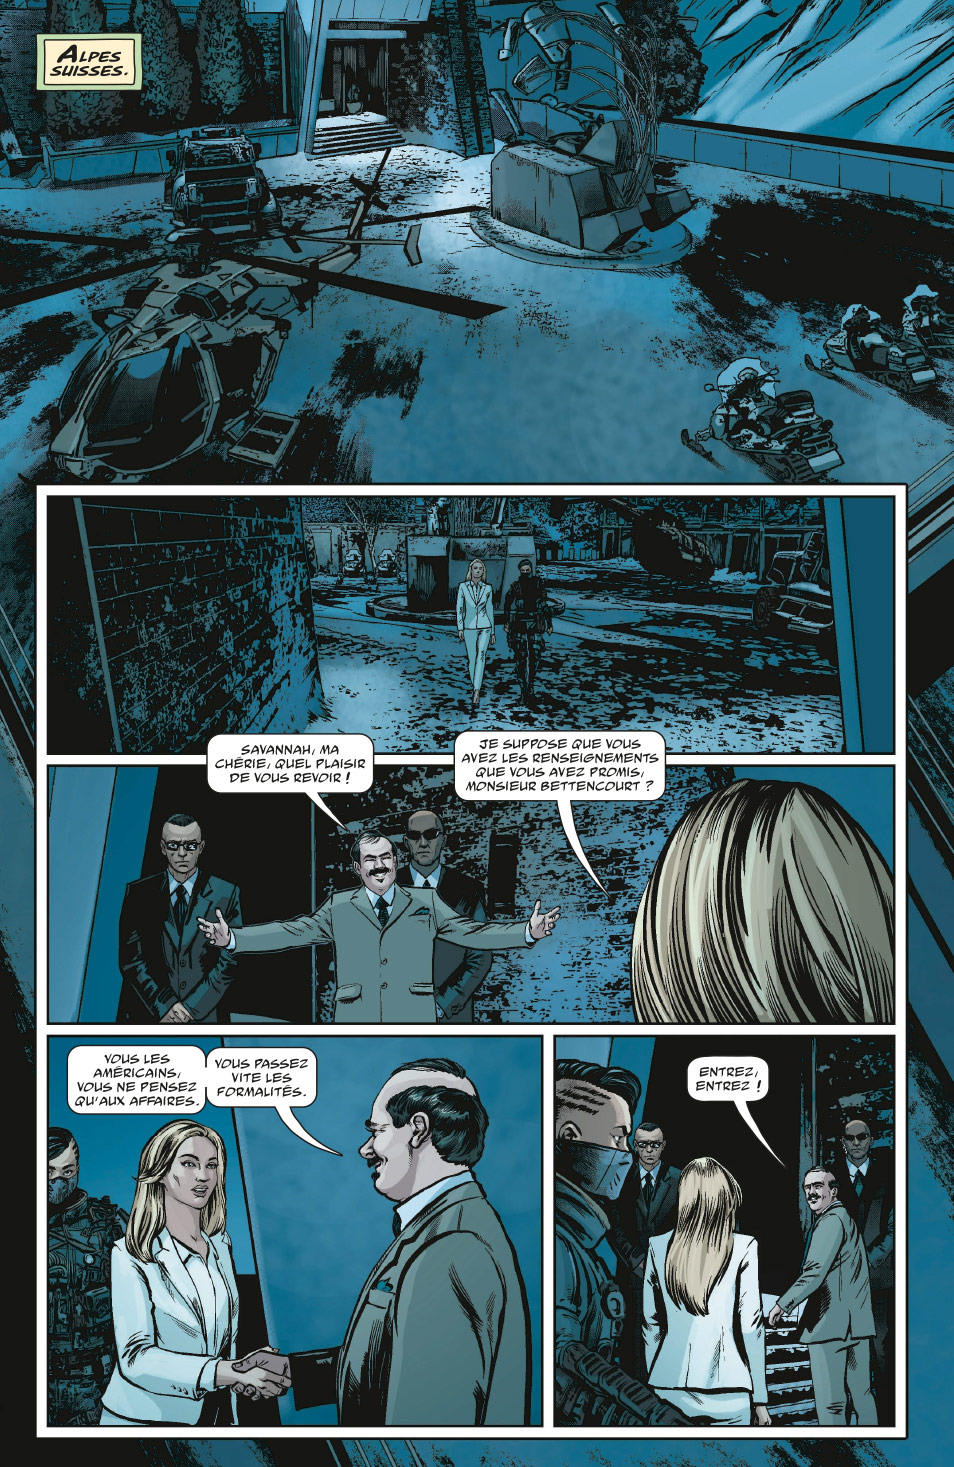 ALPES
SUISSES.
SAVANNAH, MA
CHÉRIE, QUEL PLAISIR
DE VOUS REVOIR !
JE SUPPOSE QUE VOUS
AVEZ LES RENSEIGNEMENTS
QUE VOUS AVEZ PROMIS,
MONSIEUR BETTENCOURT ?
VOUS LES
AMÉRICAINS,
VOUS NE PENSEZ
QU'AUX AFFAIRES.
VOUS PASSEZ
VITE LES
FORMALITÉS.
ENTREZ,
ENTREZ !